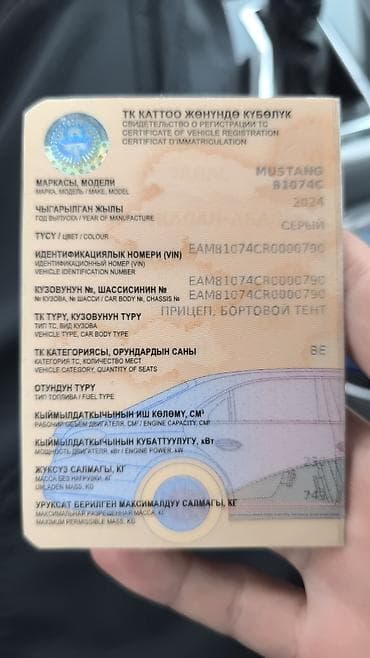 ТК КАТТОО ЖӨНҮНДӨ КҮБӨЛҮК
СВИДЕТЕЛЬСТВО О РЕГИСТРАЦИИ ТС
CERTIFICATE OF VEHICLE REGISTRATION
CERTIFICAT D'IMMATRICULATION
МАРКАСЫ, МОДЕЛИ
МАРКА, МОДЕЛЬ / MAKE, MODEL
MUSTANG
81074C
ЧЫГАРЫЛГАН ЖЫЛЫ
ГОД ВЫПУСКА / YEAR OF MANUFACTURE
2024
ТҮСҮ / ЦВЕТ / COLOUR
СЕРЫЙ
ИДЕНТИФИКАЦИЯЛЫК НОМЕРИ (VIN)
ИДЕНТИФИКАЦИОННЫЙ НОМЕР (VIN)
VEHICLE IDENTIFICATION NUMBER
EAM81074CR0000790
КУЗОВУНУН №, ШАССИСИНИН №
№ КУЗОВА, № ШАССИ / CAR BODY №, CHASSIS №
EAM81074CR0000790
EAM81074CR0000790
ТК ТҮРҮ, КУЗОВУНУН ТҮРҮ
ТИП ТС, ВИД КУЗОВА
VEHICLE TYPE, CAR BODY TYPE
ПРИЦЕП, БОРТОВОЙ ТЕНТ
ТК КАТЕГОРИЯСЫ, ОРУНДАРДЫН САНЫ
КАТЕГОРИЯ ТС, КОЛИЧЕСТВО МЕСТ
VEHICLE CATEGORY, QUANTITY OF SEATS
BE
ОТУНДУН ТҮРҮ
ТИП ТОПЛИВА / FUEL TYPE
КЫЙМЫЛДАТКЫЧЫНЫН ИШ КӨЛӨМҮ, СМ³
РАБОЧИЙ ОБЪЕМ ДВИГАТЕЛЯ, СМ³ / ENGINE CAPACITY, CM³
КЫЙМЫЛДАТКЫЧЫНЫН КУБАТТУУЛУГУ, кВт
МОЩНОСТЬ ДВИГАТЕЛЯ, кВт / ENGINE POWER, kW
ЖҮКСҮЗ САЛМАГЫ, КГ
МАССА БЕЗ НАГРУЗКИ, КГ
UNLADEN MASS, KG
УРУКСАТ БЕРИЛГЕН МАКСИМАЛДУУ САЛМАГЫ, КГ
МАКСИМАЛЬНАЯ РАЗРЕШЕННАЯ МАССА, КГ
MAXIMUM PERMISSIBLE MASS, KG